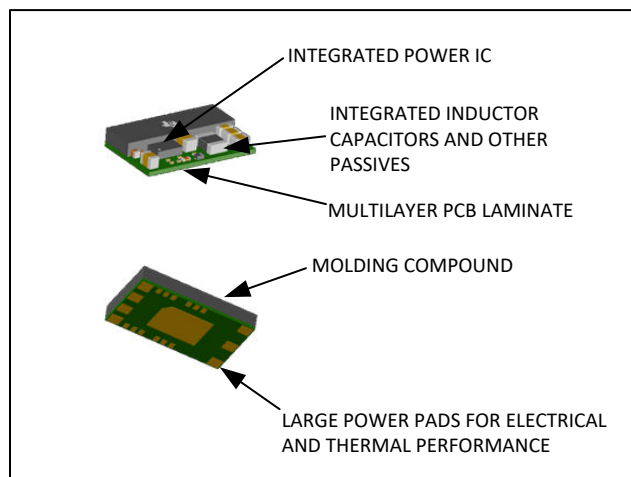 INTEGRATED POWER IC
INTEGRATED INDUCTOR
CAPACITORS AND OTHER
PASSIVES
MULTILAYER PCB LAMINATE
MOLDING COMPOUND
LARGE POWER PADS FOR ELECTRICAL
AND THERMAL PERFORMANCE